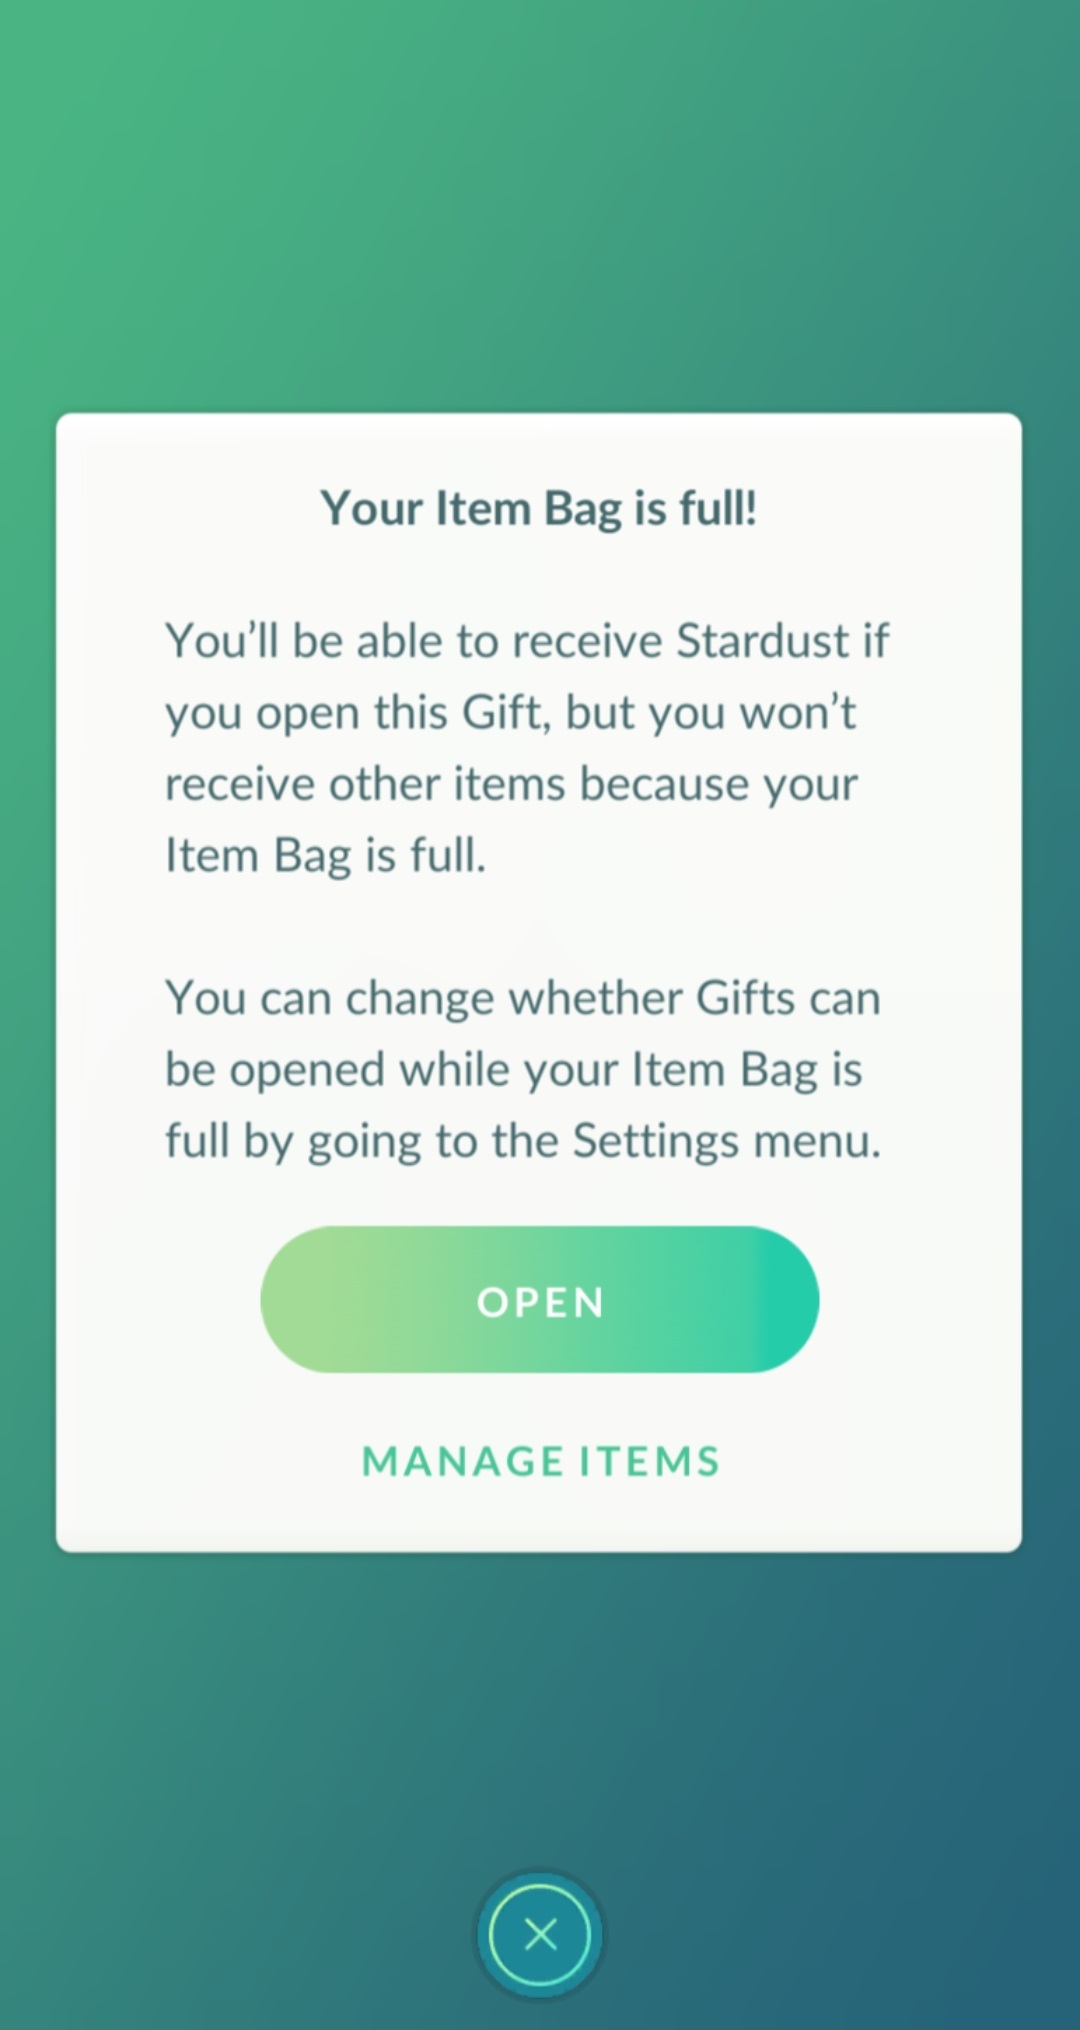 Your Item Bag is full!
You’ll be able to receive Stardust if
you open this Gift, but you won’t
receive other items because your
Item Bag is full.
You can change whether Gifts can
be opened while your Item Bag is
full by going to the Settings menu.
OPEN
MANAGE ITEMS